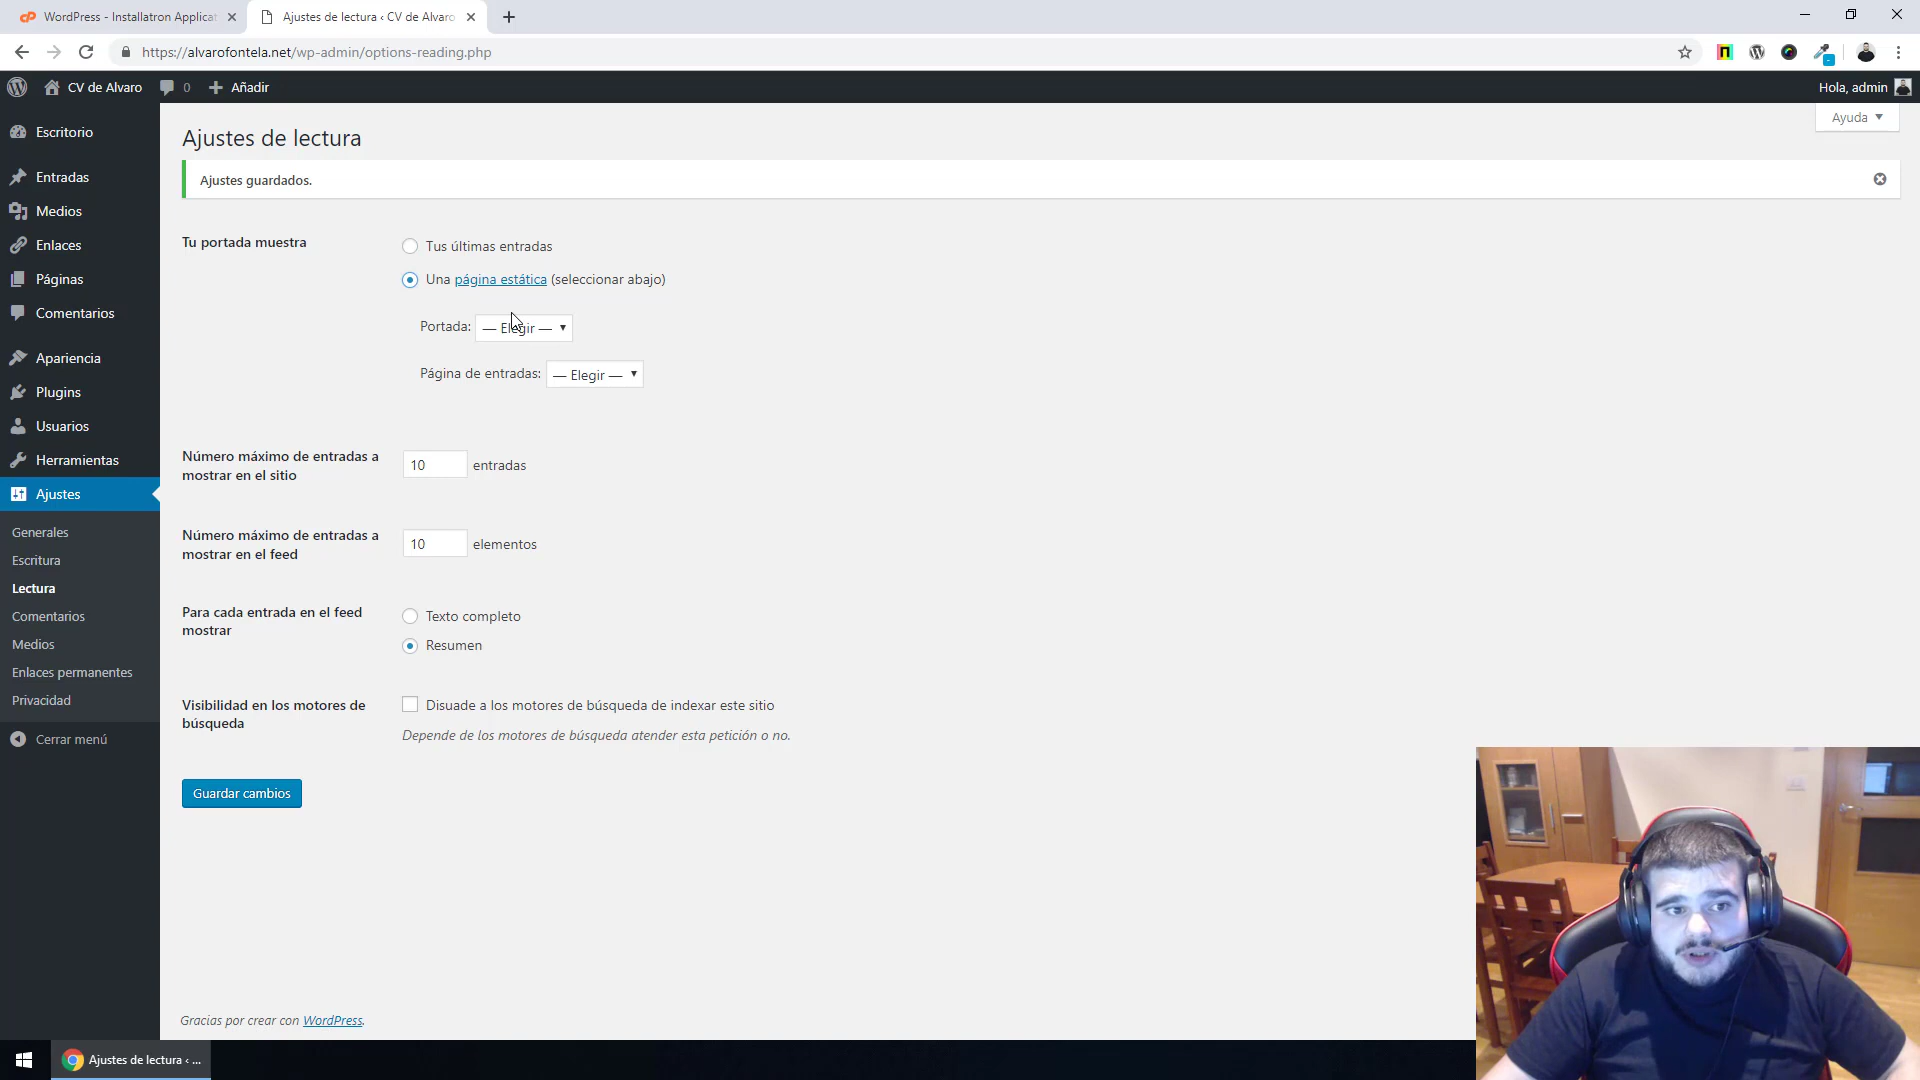 WordPress - Installatron Applicat
Ajustes de lectura ‹ CV de Alvaro
https://alvarofontela.net/wp-admin/options-reading.php
CV de Alvaro
0
Añadir
Hola, admin
Escritorio
Entradas
Medios
Enlaces
Páginas
Comentarios
Apariencia
Plugins
Usuarios
Herramientas
Ajustes
Generales
Escritura
Lectura
Comentarios
Medios
Enlaces permanentes
Privacidad
Cerrar menú
Ayuda
Ajustes de lectura
Ajustes guardados.
Tu portada muestra
Tus últimas entradas
Una página estática (seleccionar abajo)
Portada: — Elegir —
Página de entradas: — Elegir —
Número máximo de entradas a
mostrar en el sitio
10 entradas
Número máximo de entradas a
mostrar en el feed
10 elementos
Para cada entrada en el feed
mostrar
Texto completo
Resumen
Visibilidad en los motores de
búsqueda
Disuade a los motores de búsqueda de indexar este sitio
Depende de los motores de búsqueda atender esta petición o no.
Guardar cambios
Gracias por crear con WordPress.
Ajustes de lectura ‹ ...